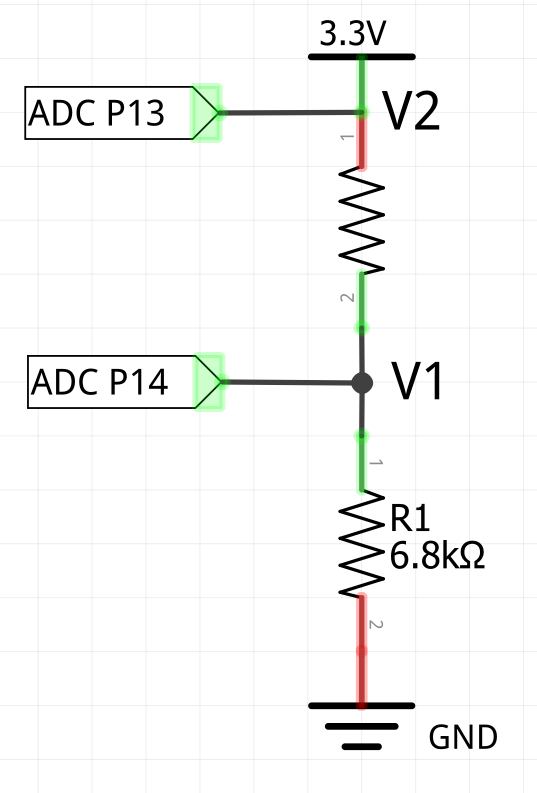 3.3V
ADC P13
V2
1
2
ADC P14
V1
1
R1
6.8kΩ
2
GND